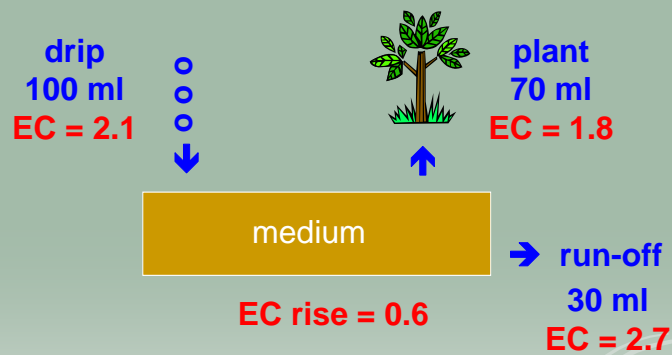 drip
100 ml
EC = 2.1
plant
70 ml
EC = 1.8
medium
run-off
30 ml
EC = 2.7
EC rise = 0.6